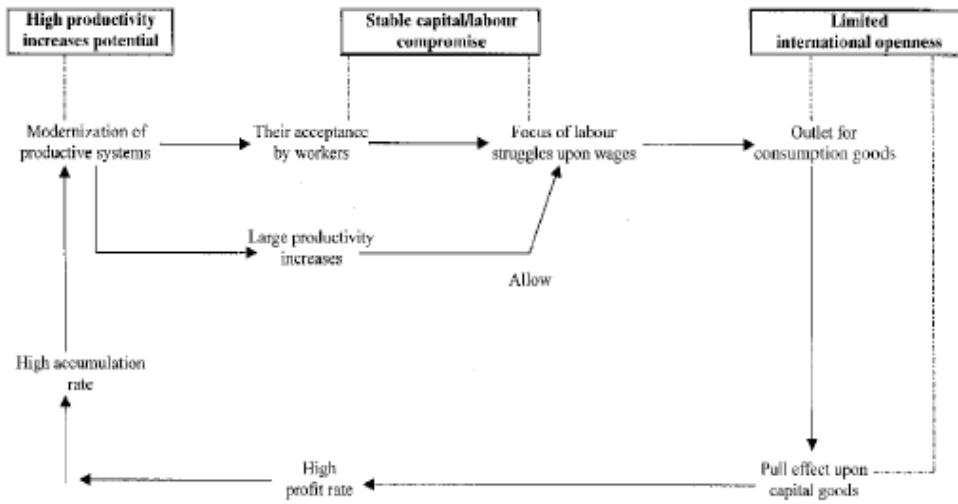 High productivity
increases potential
Stable capital/labour
compromise
Limited
international openness
Modernization of
productive systems
Their acceptance
by workers
Focus of labour
struggles upon wages
Outlet for
consumption goods
Large productivity
increases
Allow
High accumulation
rate
High
profit rate
Pull effect upon
capital goods